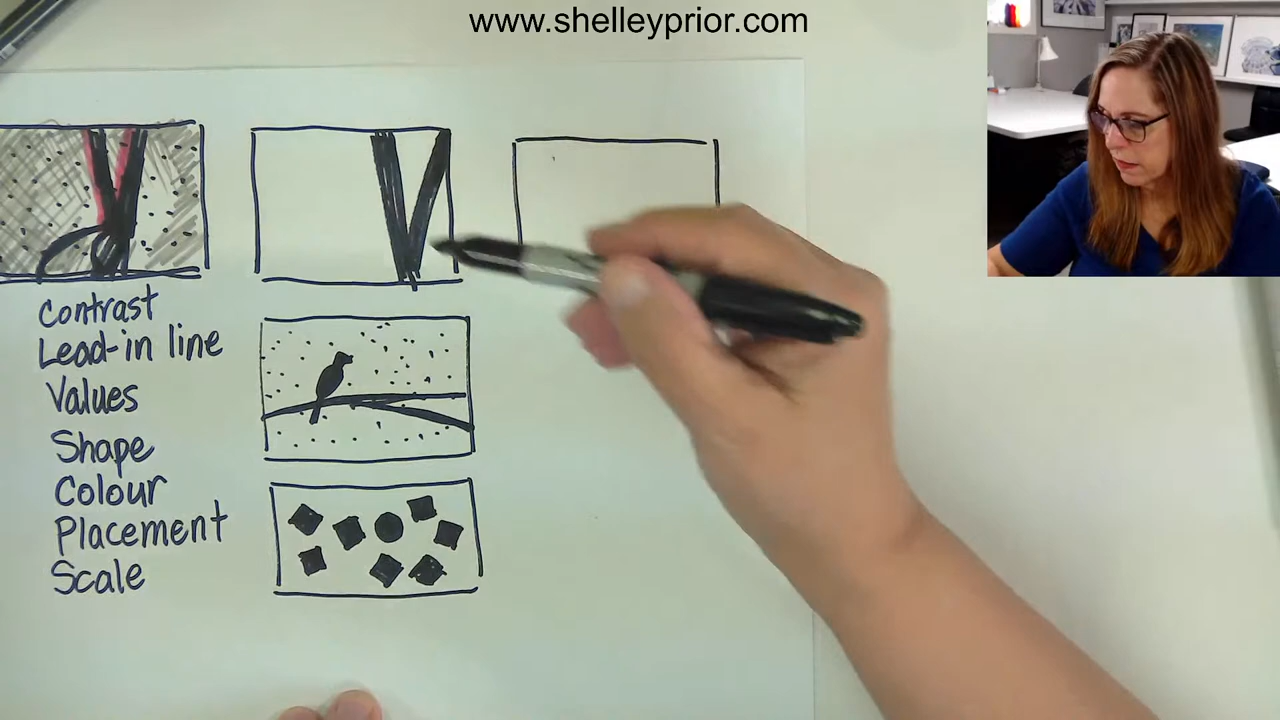 www.shelleyprior.com
Contrast
Lead-in line
Values
Shape
Colour
Placement
Scale